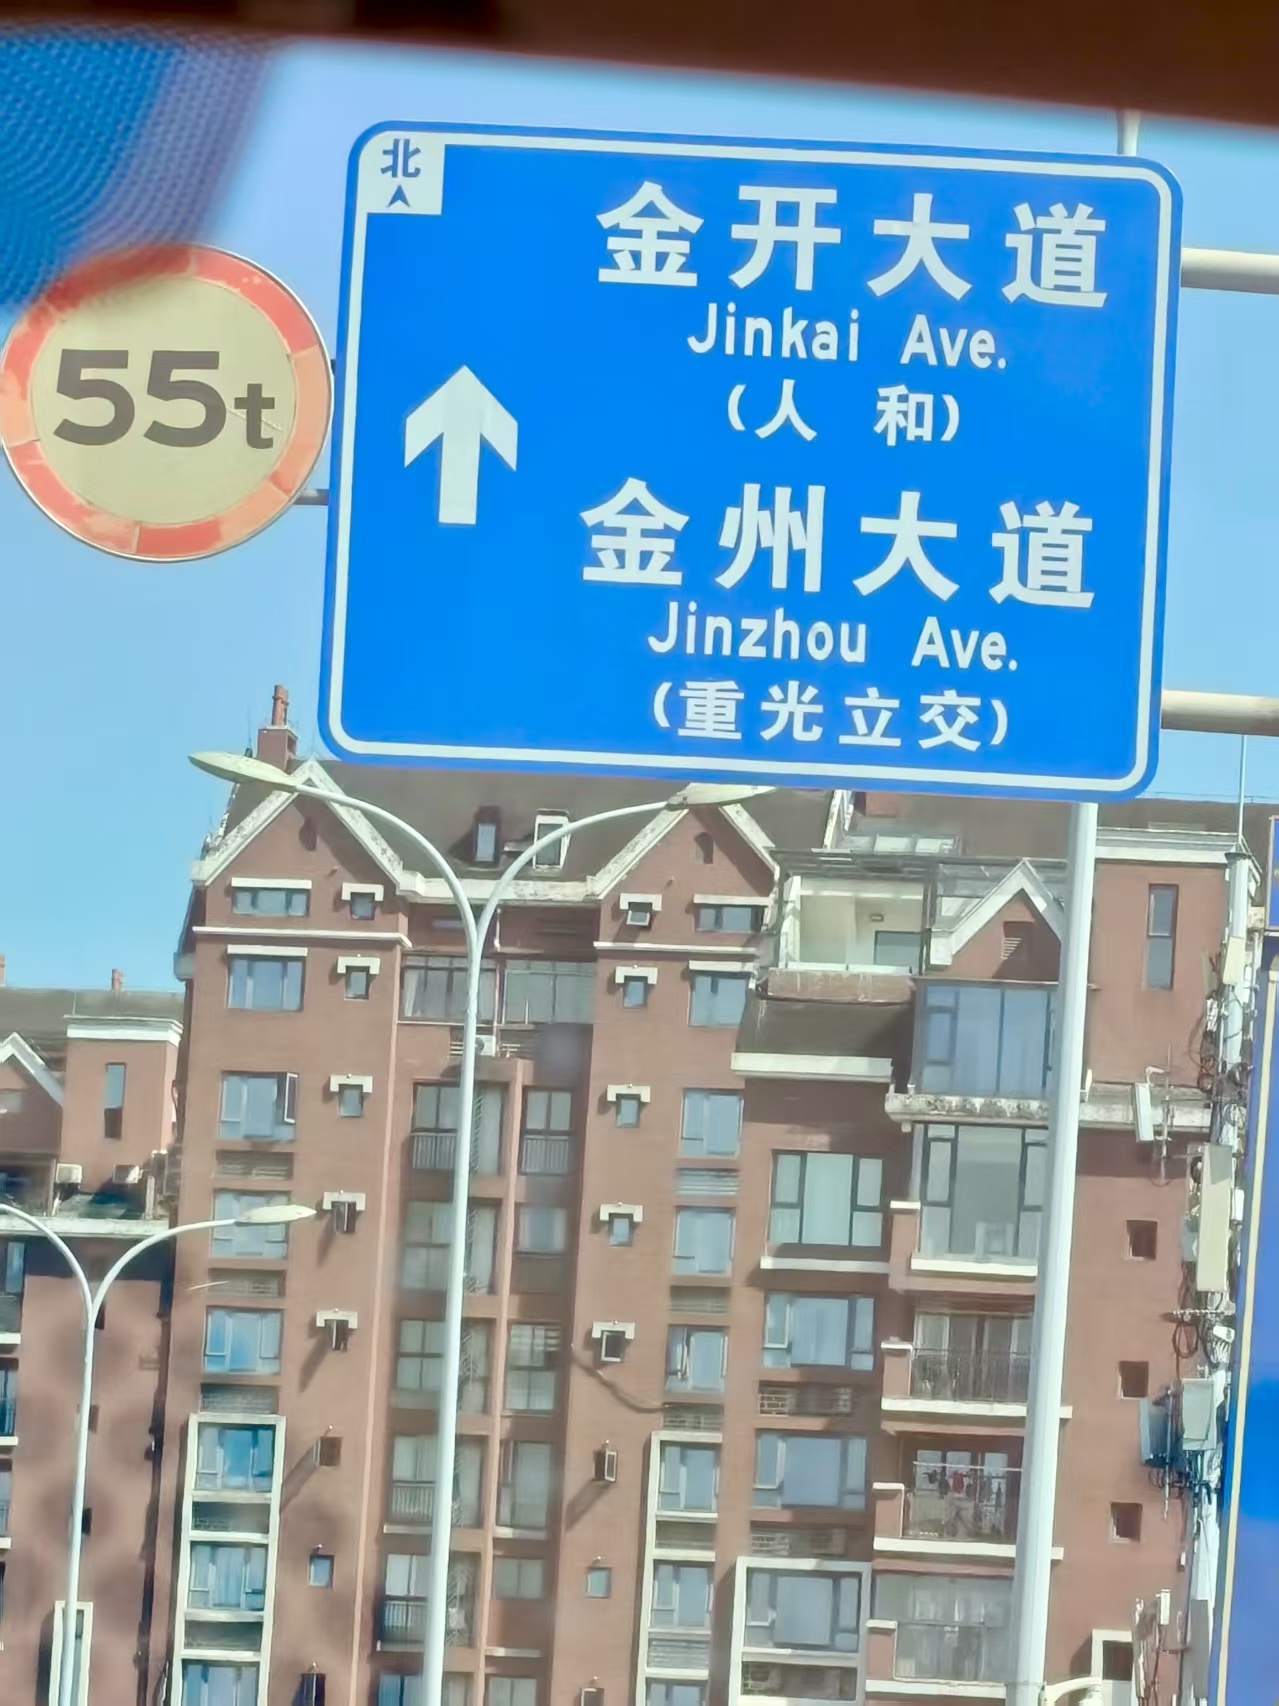 北
金开大道
Jinkai Ave.
(人 和)
金州大道
Jinzhou Ave.
(重光立交)
55t